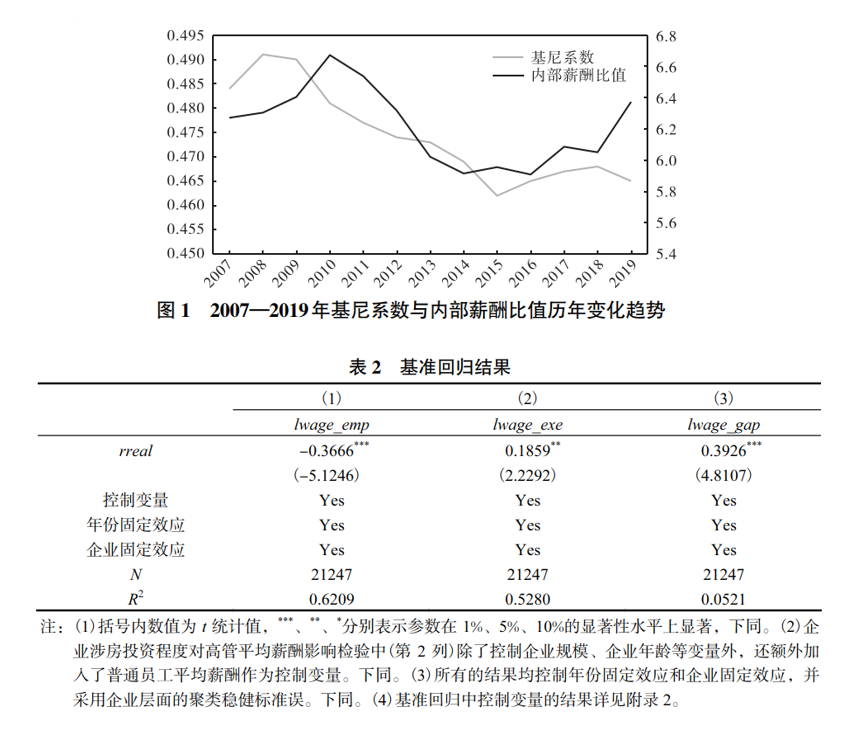 0.495
0.490
0.485
0.480
0.475
0.470
0.465
0.460
0.455
0.450
6.8
6.6
6.4
6.2
6.0
5.8
5.6
5.4
基尼系数
内部薪酬比值
2007 2008 2009 2010 2011 2012 2013 2014 2015 2016 2017 2018 2019
图 1 2007—2019 年基尼系数与内部薪酬比值历年变化趋势
表 2 基准回归结果
(1) (2) (3)
lwage_emp lwage_exe lwage_gap
rreal −0.3666*** 0.1859** 0.3926***
(−5.1246) (2.2292) (4.8107)
控制变量 Yes Yes Yes
年份固定效应 Yes Yes Yes
企业固定效应 Yes Yes Yes
N 21247 21247 21247
R² 0.6209 0.5280 0.0521
注：(1)括号内数值为 t 统计值，***、**、*分别表示参数在 1%、5%、10%的显著性水平上显著，下同。(2)企
业涉房投资程度对高管平均薪酬影响检验中(第 2 列)除了控制企业规模、企业年龄等变量外，还额外加
入了普通员工平均薪酬作为控制变量。下同。(3)所有的结果均控制年份固定效应和企业固定效应，并
采用企业层面的聚类稳健标准误。下同。(4)基准回归中控制变量的结果详见附录 2。